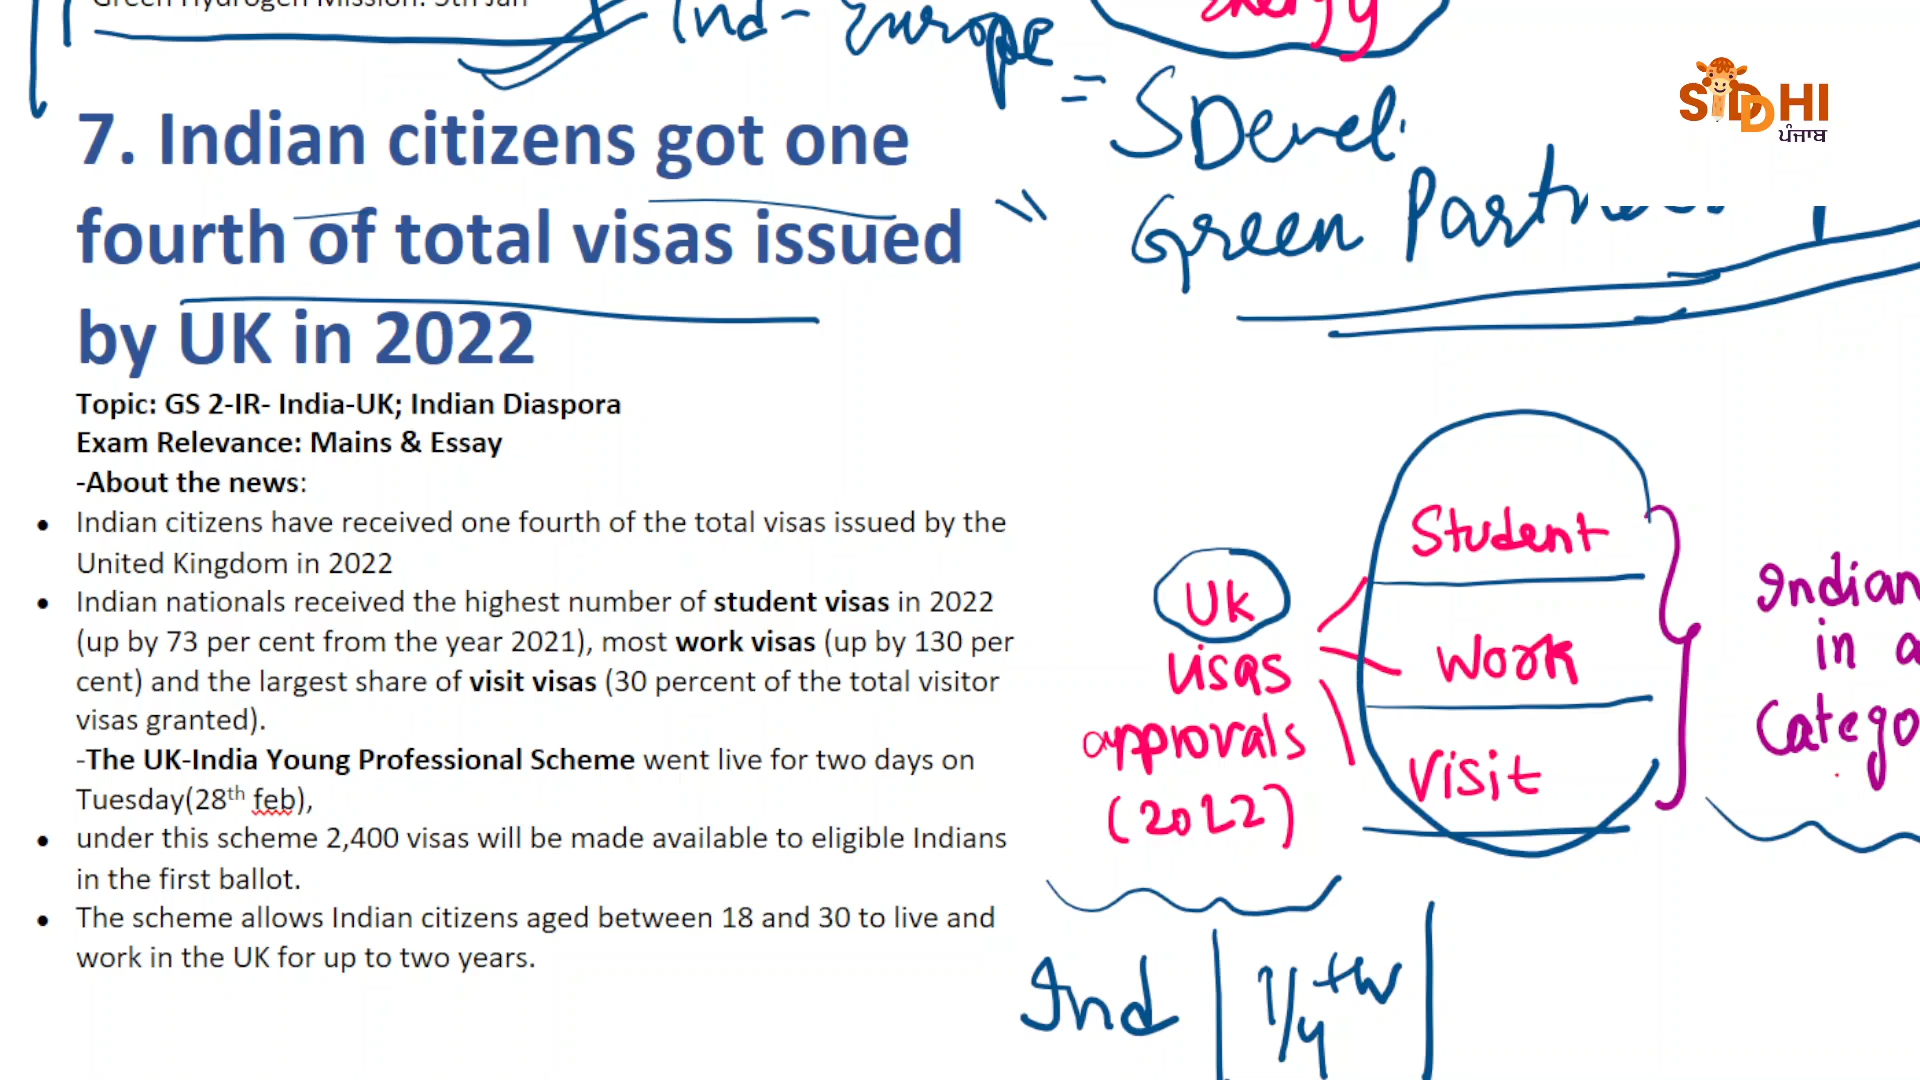 Green Hydrogen Mission: 5th Jan
Ind - Europe
Energy
= SDevel.
Green
SIDDHI
ਪੰਜਾਬ
7. Indian citizens got one
fourth of total visas issued
by UK in 2022
Topic: GS 2-IR- India-UK; Indian Diaspora
Exam Relevance: Mains & Essay
-About the news:
• Indian citizens have received one fourth of the total visas issued by the
United Kingdom in 2022
• Indian nationals received the highest number of student visas in 2022
(up by 73 per cent from the year 2021), most work visas (up by 130 per
cent) and the largest share of visit visas (30 percent of the total visitor
visas granted).
-The UK-India Young Professional Scheme went live for two days on
Tuesday(28th feb),
• under this scheme 2,400 visas will be made available to eligible Indians
in the first ballot.
• The scheme allows Indian citizens aged between 18 and 30 to live and
work in the UK for up to two years.
UK
visas
approvals
(2022)
Student
Work
Visit
Indian
in a
Catego
Ind 1/4th